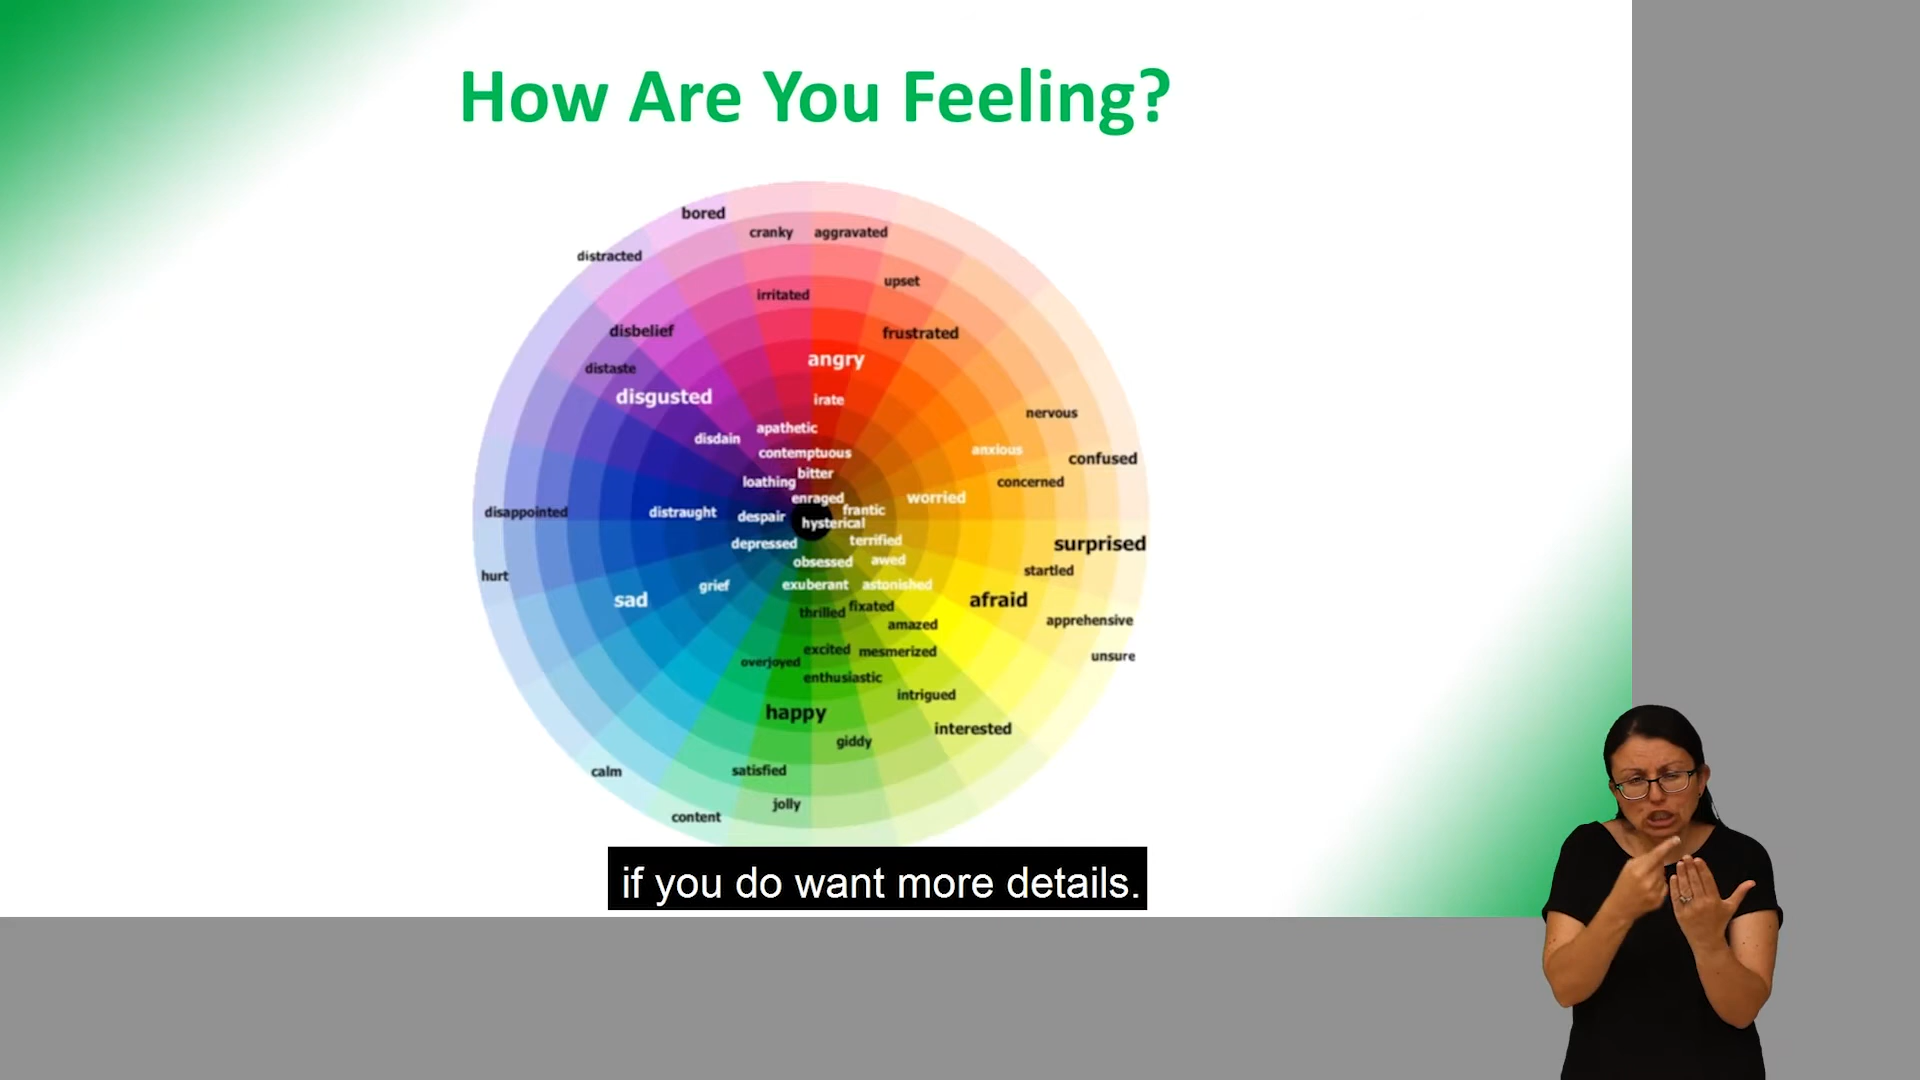 How Are You Feeling?
bored
cranky aggravated
distracted
upset
irritated
disbelief
frustrated
angry
distaste
disgusted
irate
nervous
apathetic
disdain
anxious
contemptuous
confused
bitter
loathing
concerned
enraged
worried
frantic
disappointed
distraught
despair
hysterical
terrified
depressed
surprised
obsessed
awed
startled
hurt
grief
exuberant
astonished
sad
afraid
thrilled
fixated
amazed
apprehensive
excited
mesmerized
unsure
overjoyed
enthusiastic
intrigued
happy
interested
giddy
calm
satisfied
jolly
content
if you do want more details.